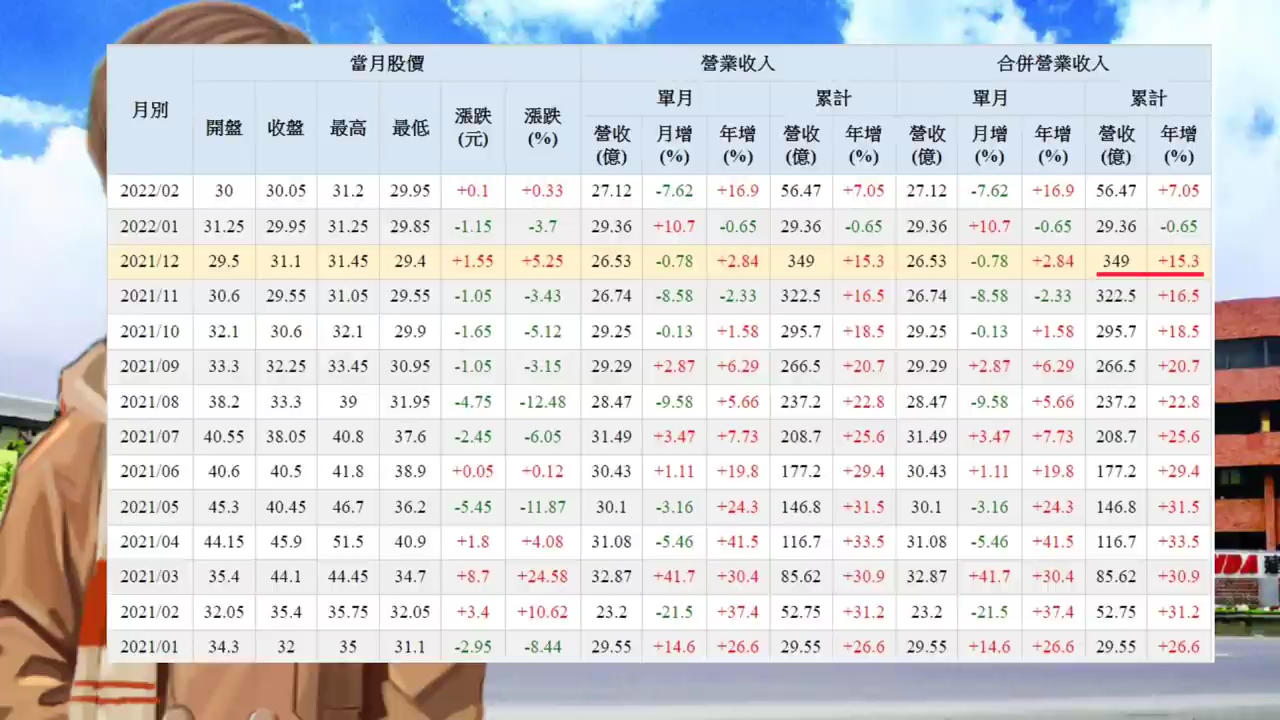 月別 當月股價 營業收入 合併營業收入
單月 累計 單月 累計
開盤 收盤 最高 最低 漲跌(元) 漲跌(%) 營收(億) 月增(%) 年增(%) 營收(億) 年增(%) 營收(億) 月增(%) 年增(%) 營收(億) 年增(%)
2022/02 30 30.05 31.2 29.95 +0.1 +0.33 27.12 -7.62 +16.9 56.47 +7.05 27.12 -7.62 +16.9 56.47 +7.05
2022/01 31.25 29.95 31.25 29.85 -1.15 -3.7 29.36 +10.7 -0.65 29.36 -0.65 29.36 +10.7 -0.65 29.36 -0.65
2021/12 29.5 31.1 31.45 29.4 +1.55 +5.25 26.53 -0.78 +2.84 349 +15.3 26.53 -0.78 +2.84 349 +15.3
2021/11 30.6 29.55 31.05 29.55 -1.05 -3.43 26.74 -8.58 -2.33 322.5 +16.5 26.74 -8.58 -2.33 322.5 +16.5
2021/10 32.1 30.6 32.1 29.9 -1.65 -5.12 29.25 -0.13 +1.58 295.7 +18.5 29.25 -0.13 +1.58 295.7 +18.5
2021/09 33.3 32.25 33.45 30.95 -1.05 -3.15 29.29 +2.87 +6.29 266.5 +20.7 29.29 +2.87 +6.29 266.5 +20.7
2021/08 38.2 33.3 39 31.95 -4.75 -12.48 28.47 -9.58 +5.66 237.2 +22.8 28.47 -9.58 +5.66 237.2 +22.8
2021/07 40.55 38.05 40.8 37.6 -2.45 -6.05 31.49 +3.47 +7.73 208.7 +25.6 31.49 +3.47 +7.73 208.7 +25.6
2021/06 40.6 40.5 41.8 38.9 +0.05 +0.12 30.43 +1.11 +19.8 177.2 +29.4 30.43 +1.11 +19.8 177.2 +29.4
2021/05 45.3 40.45 46.7 36.2 -5.45 -11.87 30.1 -3.16 +24.3 146.8 +31.5 30.1 -3.16 +24.3 146.8 +31.5
2021/04 44.15 45.9 51.5 40.9 +1.8 +4.08 31.08 -5.46 +41.5 116.7 +33.5 31.08 -5.46 +41.5 116.7 +33.5
2021/03 35.4 44.1 44.45 34.7 +8.7 +24.58 32.87 +41.7 +30.4 85.62 +30.9 32.87 +41.7 +30.4 85.62 +30.9
2021/02 32.05 35.4 35.75 32.05 +3.4 +10.62 23.2 -21.5 +37.4 52.75 +31.2 23.2 -21.5 +37.4 52.75 +31.2
2021/01 34.3 32 35 31.1 -2.95 -8.44 29.55 +14.6 +26.6 29.55 +26.6 29.55 +14.6 +26.6 29.55 +26.6